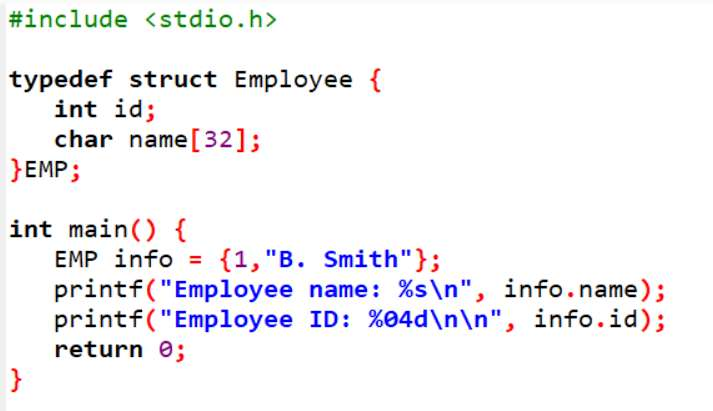 #include <stdio.h>

typedef struct Employee {
   int id;
   char name[32];
}EMP;

int main() {
   EMP info = {1,"B. Smith"};
   printf("Employee name: %s\n", info.name);
   printf("Employee ID: %04d\n\n", info.id);
   return 0;
}